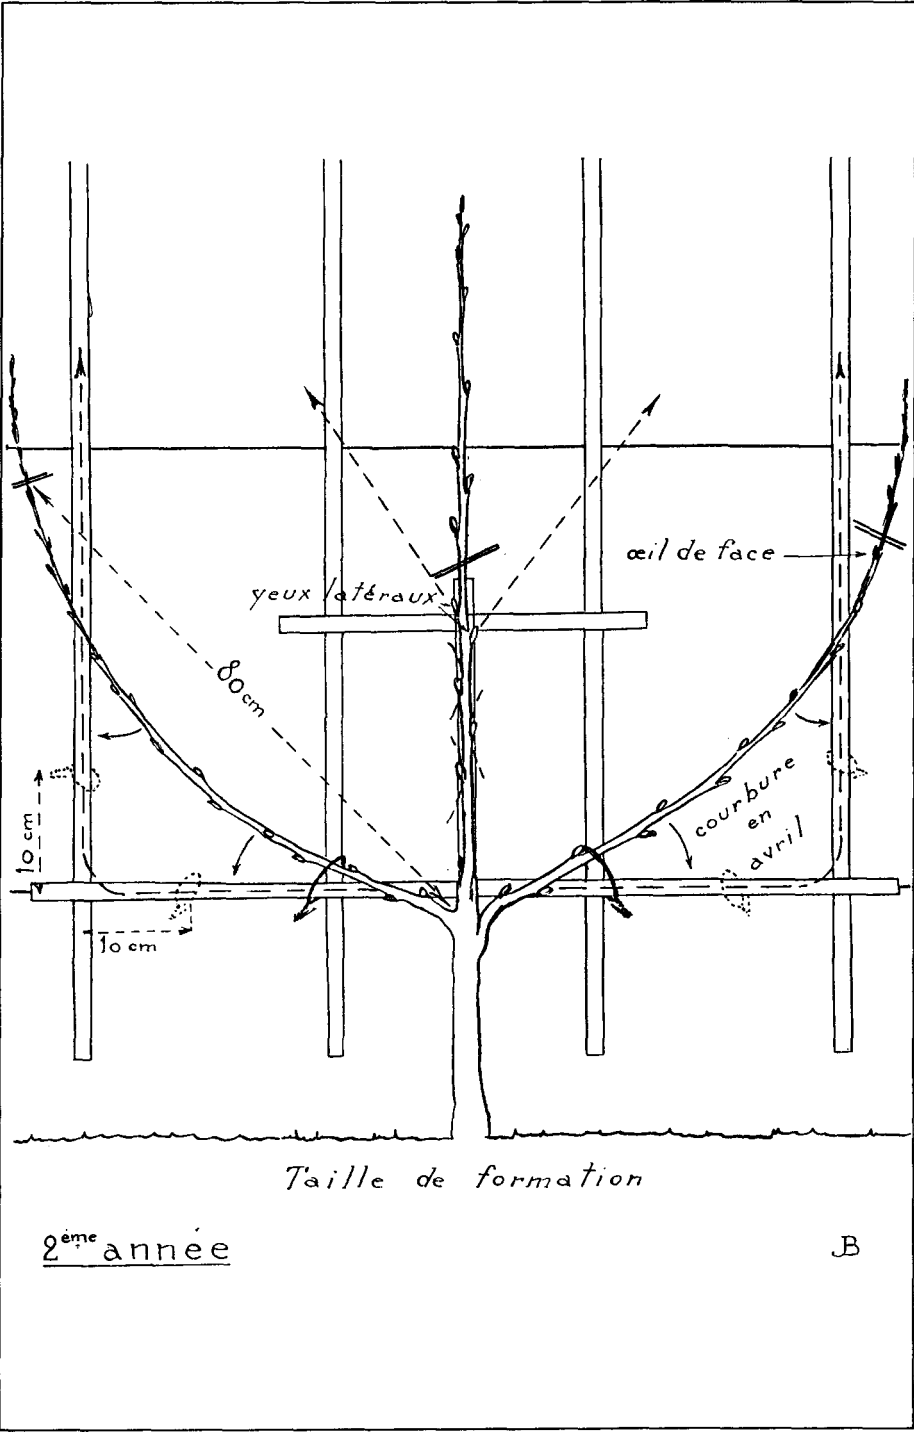 œil de face
yeux latéraux
80 cm
10 cm
courbure
en
avril
10 cm
Taille de formation
2ème année
JB